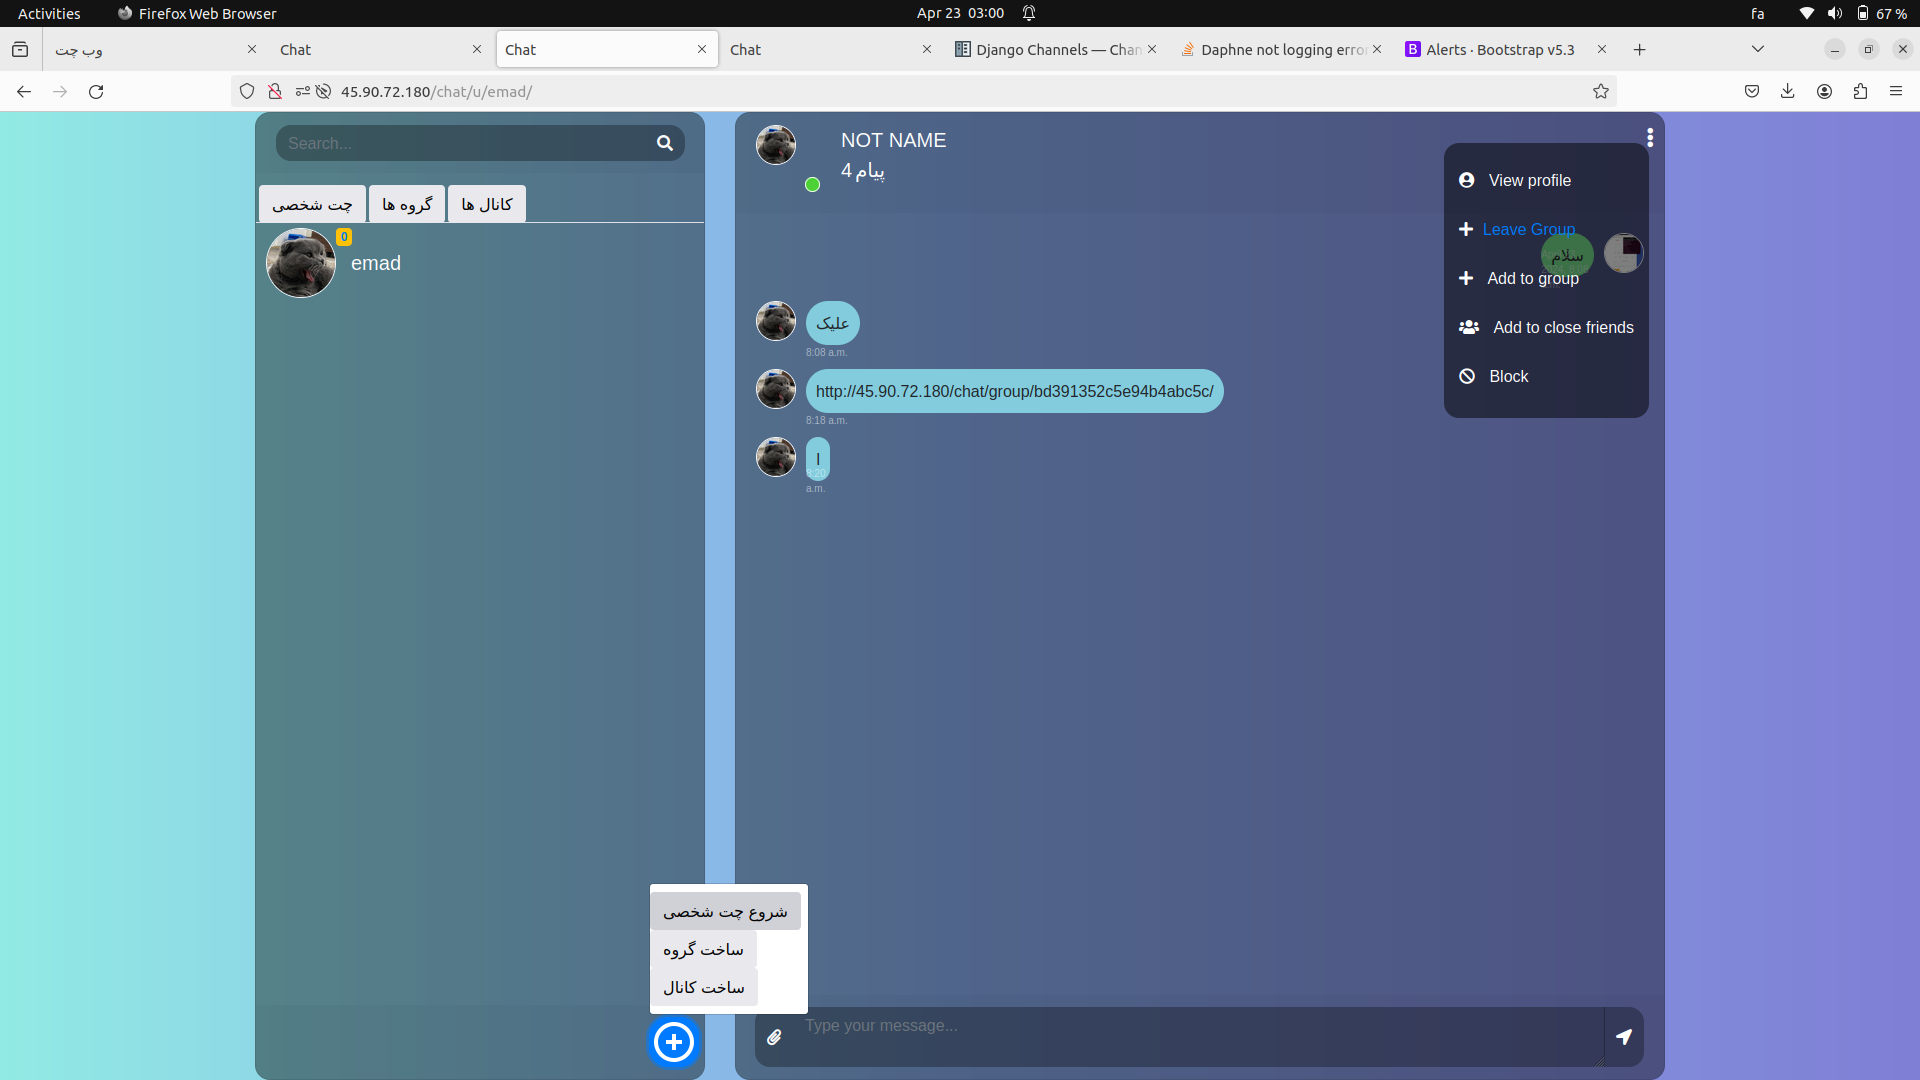 Activities
Firefox Web Browser
Apr 23 03:00
fa
67 %
وب چت
Chat
Chat
Chat
Django Channels — Chan
Daphne not logging erro
Alerts · Bootstrap v5.3
45.90.72.180/chat/u/emad/
Search...
چت شخصی
گروه ها
کانال ها
0
emad
NOT NAME
4 پیام
View profile
Leave Group
Add to group
Add to close friends
Block
سلام
علیک
8:08 a.m.
http://45.90.72.180/chat/group/bd391352c5e94b4abc5c/
8:18 a.m.
ا
8:20
a.m.
شروع چت شخصی
ساخت گروه
ساخت کانال
Type your message...